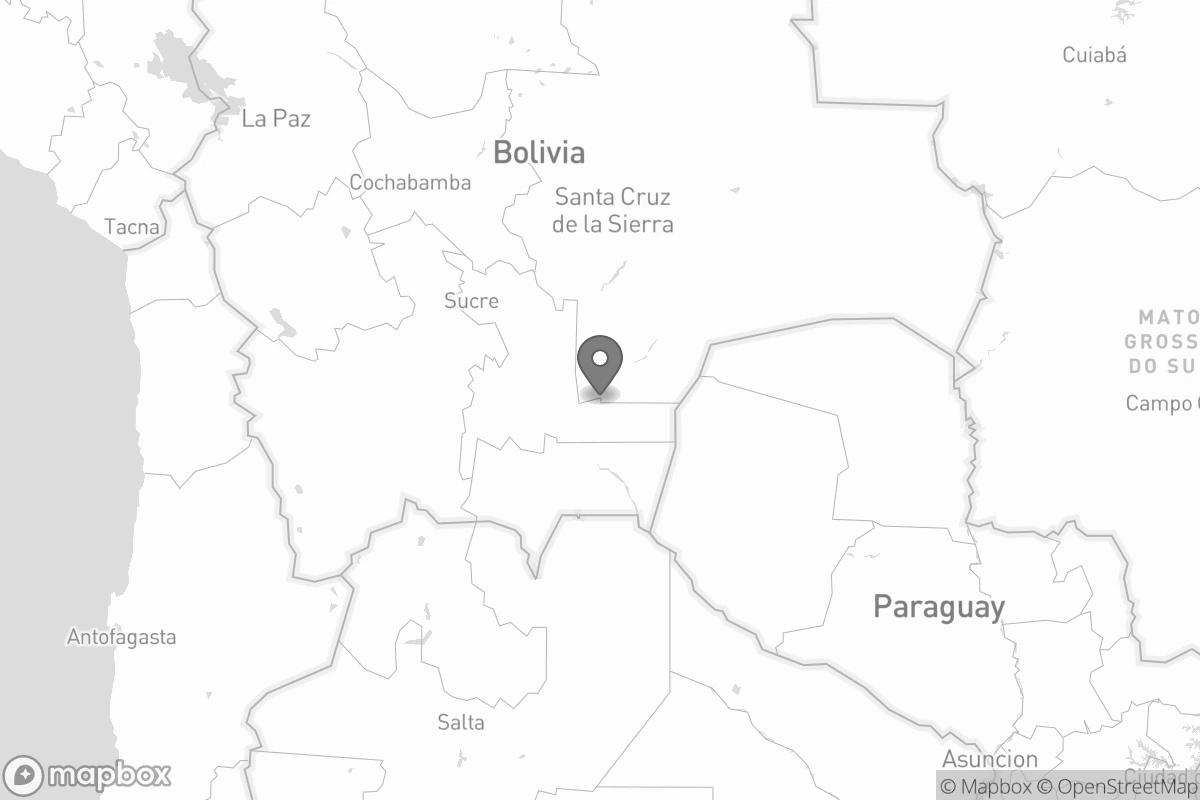 Cuiabá
La Paz
Bolivia
Cochabamba
Santa Cruz
de la Sierra
Tacna
Sucre
MATO
GROSS
DO SU
Campo
Paraguay
Antofagasta
Salta
Asuncion
Ciudad
mapbox
© Mapbox © OpenStreetMap